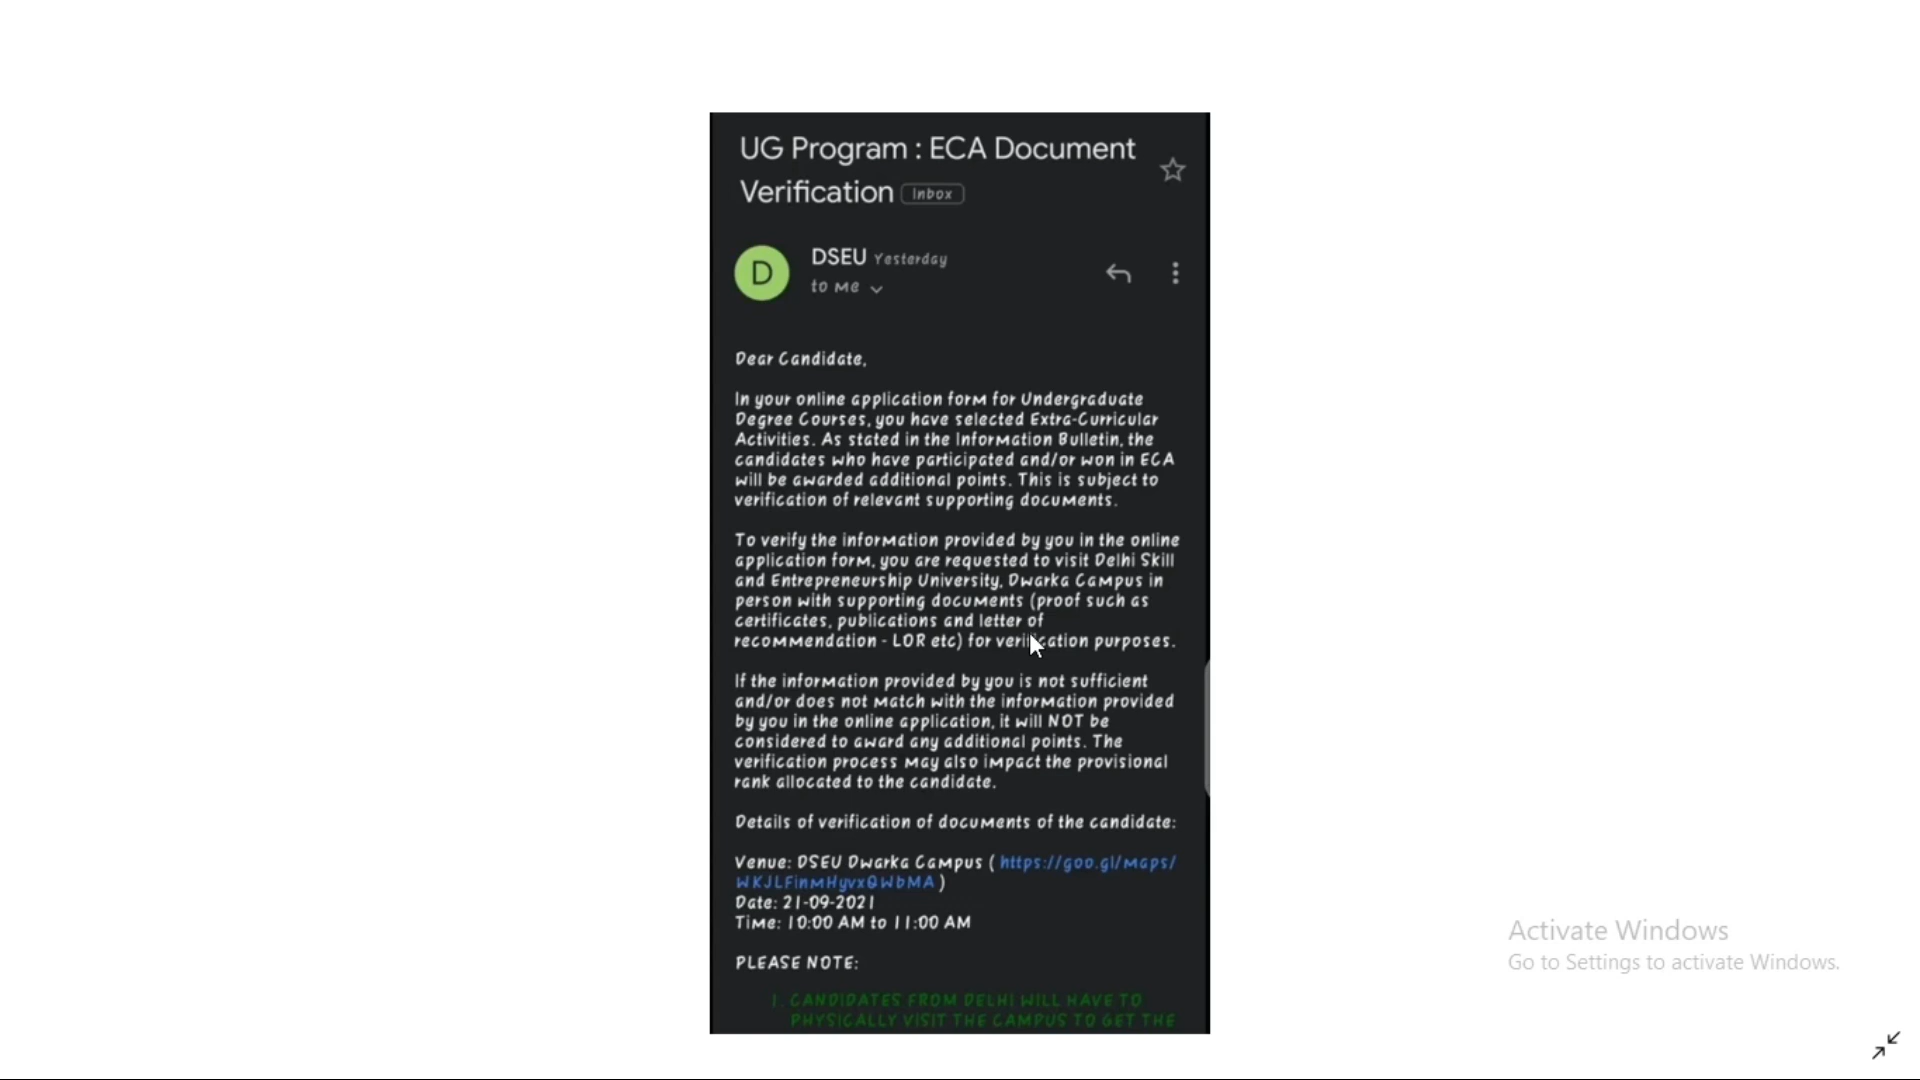 UG Program : ECA Document
Verification Inbox
D
DSEU Yesterday
to me
Dear Candidate,
In your online application form for Undergraduate
Degree Courses, you have selected Extra-Curricular
Activities. As stated in the Information Bulletin, the
candidates who have participated and/or won in ECA
will be awarded additional points. This is subject to
verification of relevant supporting documents.
To verify the information provided by you in the online
application form, you are requested to visit Delhi Skill
and Entrepreneurship University, Dwarka Campus in
person with supporting documents (proof such as
certificates, publications and letter of
recommendation - LOR etc) for verification purposes.
If the information provided by you is not sufficient
and/or does not match with the information provided
by you in the online application, it will NOT be
considered to award any additional points. The
verification process may also impact the provisional
rank allocated to the candidate.
Details of verification of documents of the candidate:
Venue: DSEU Dwarka Campus ( https://goo.gl/maps/
WKJLFinmHyvxQWbMA )
Date: 21-09-2021
Time: 10:00 AM to 11:00 AM
PLEASE NOTE:
1. CANDIDATES FROM DELHI WILL HAVE TO
PHYSICALLY VISIT THE CAMPUS TO GET THE
Activate Windows
Go to Settings to activate Windows.